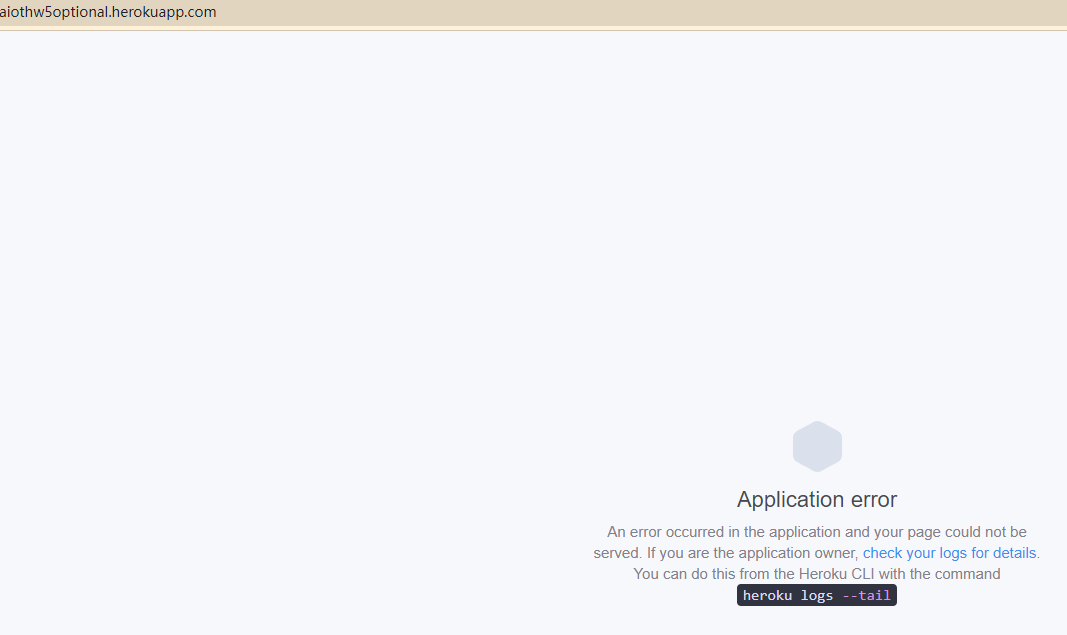 aiothw5optional.herokuapp.com
Application error
An error occurred in the application and your page could not be
served. If you are the application owner, check your logs for details.
You can do this from the Heroku CLI with the command
heroku logs --tail